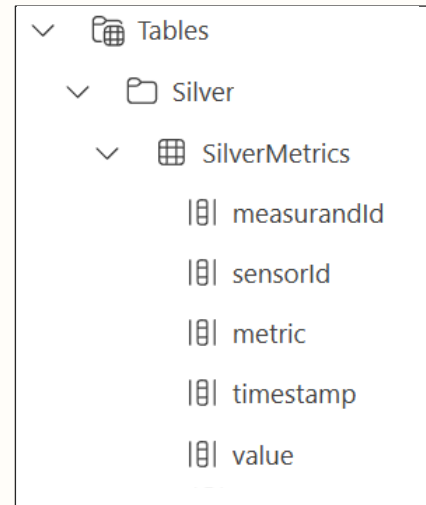 Tables
Silver
SilverMetrics
measurandId
sensorId
metric
timestamp
value